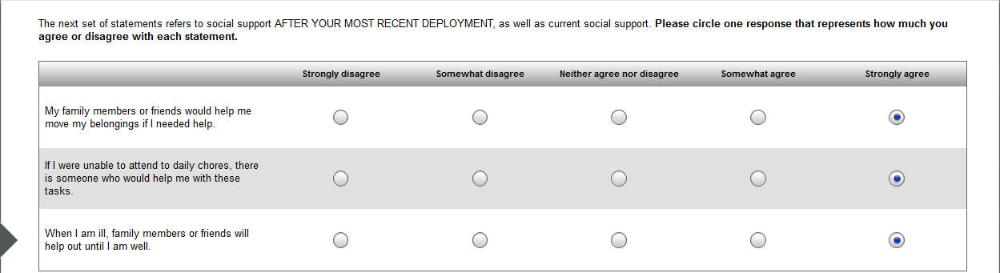 The next set of statements refers to social support AFTER YOUR MOST RECENT DEPLOYMENT, as well as current social support. Please circle one response that represents how much you
agree or disagree with each statement.
Strongly disagree Somewhat disagree Neither agree nor disagree Somewhat agree Strongly agree
My family members or friends would help me
move my belongings if I needed help.
If I were unable to attend to daily chores, there
is someone who would help me with these
tasks.
When I am ill, family members or friends will
help out until I am well.